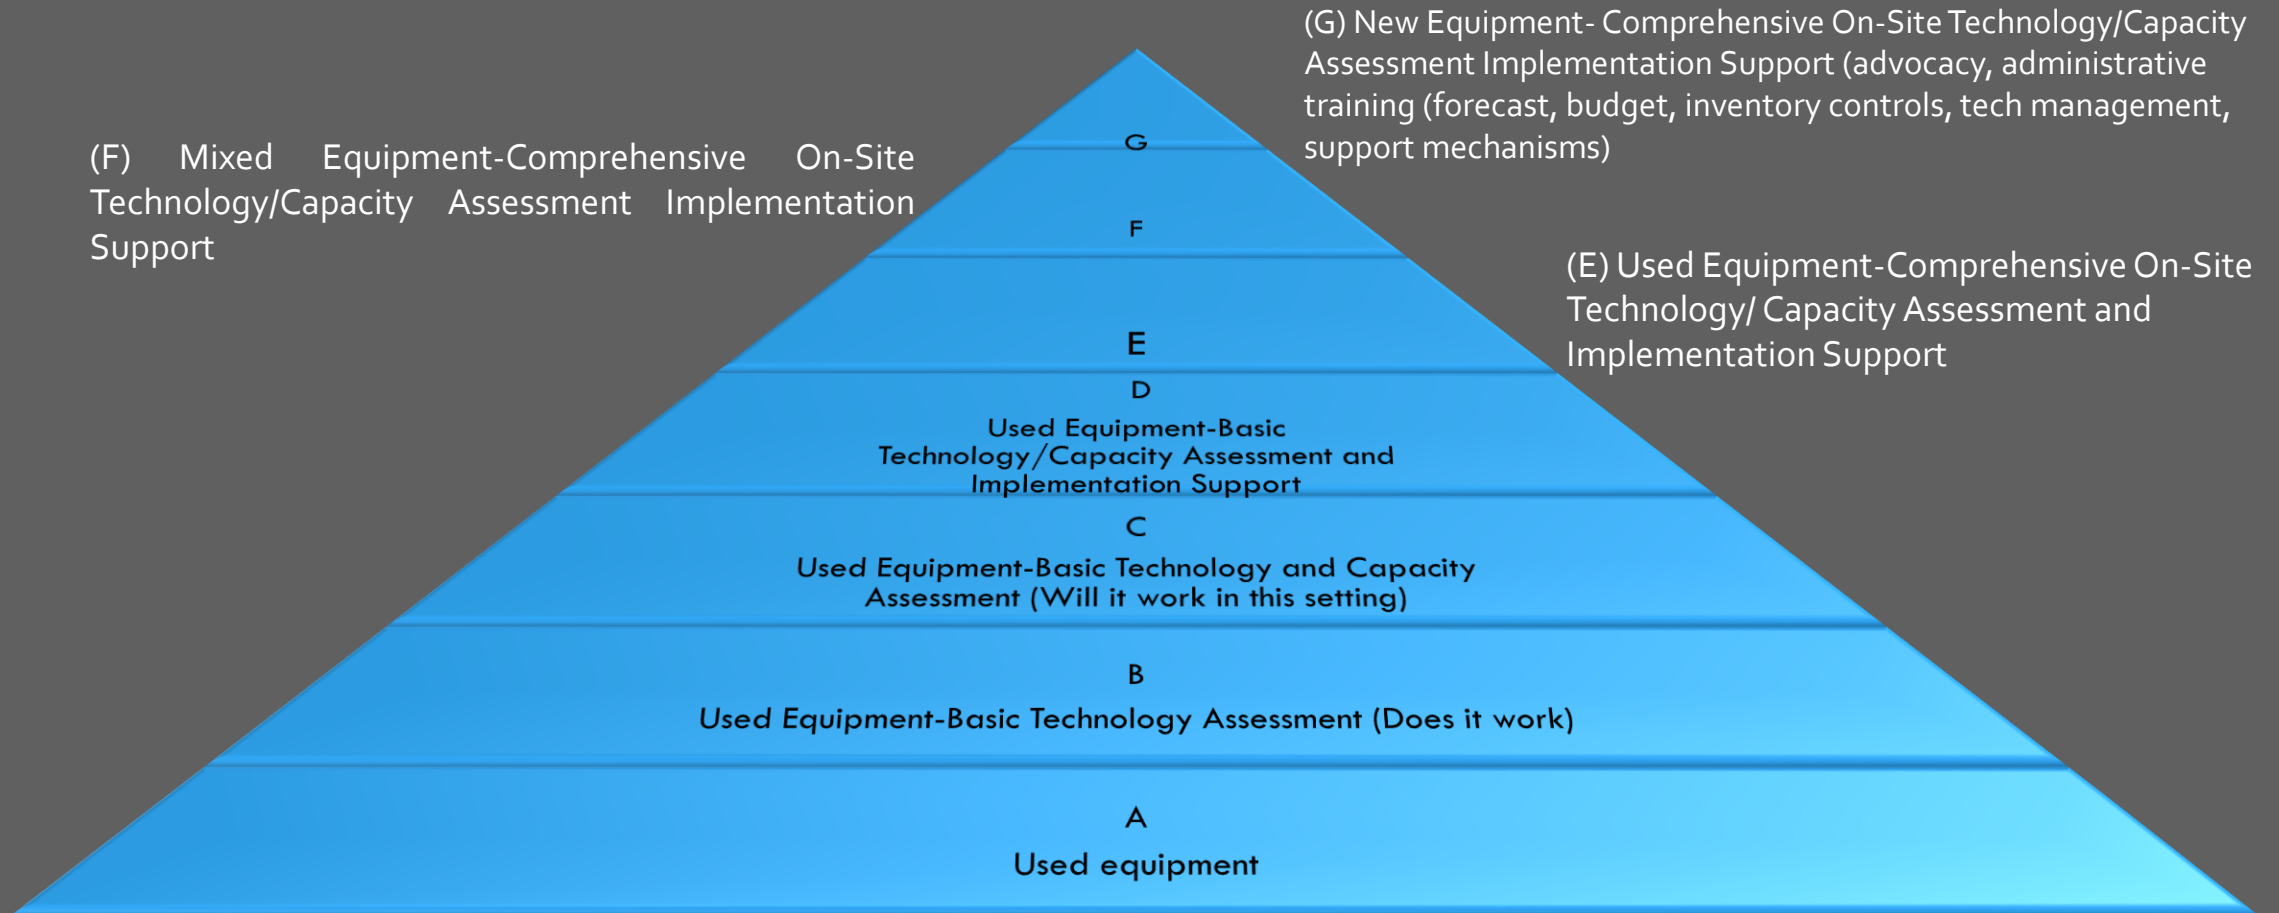 (G) New Equipment- Comprehensive On-Site Technology/Capacity
Assessment Implementation Support (advocacy, administrative
training (forecast, budget, inventory controls, tech management,
support mechanisms)
(F) Mixed Equipment-Comprehensive On-Site
Technology/Capacity Assessment Implementation
Support
(E) Used Equipment-Comprehensive On-Site
Technology/ Capacity Assessment and
Implementation Support
G
F
E
D
Used Equipment-Basic
Technology/Capacity Assessment and
Implementation Support
C
Used Equipment-Basic Technology and Capacity
Assessment (Will it work in this setting)
B
Used Equipment-Basic Technology Assessment (Does it work)
A
Used equipment